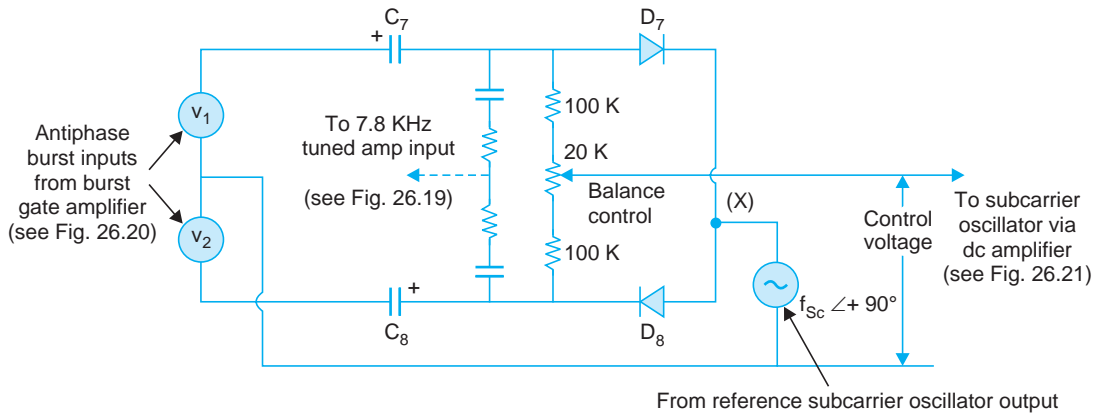 C7
D7
+
100 K
v1
To 7.8 KHz
tuned amp input
(see Fig. 26.19)
Antiphase
burst inputs
from burst
gate amplifier
(see Fig. 26.20)
20 K
Balance
control
(X)
Control
voltage
To subcarrier
oscillator via
dc amplifier
(see Fig. 26.21)
v2
100 K
+
C8
D8
fSc ∠+ 90°
From reference subcarrier oscillator output